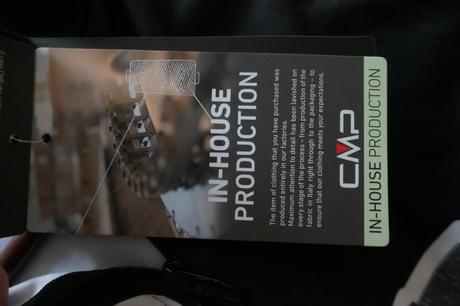 IN-HOUSE
PRODUCTION
The item of clothing that you have purchased was
produced entirely in our factories.
Maximum attention to detail has been lavished on
every stage of the process – from production of the
fabric in Italy right through to the packaging – to
ensure that our clothing meets your expectations.
CMP
IN-HOUSE PRODUCTION